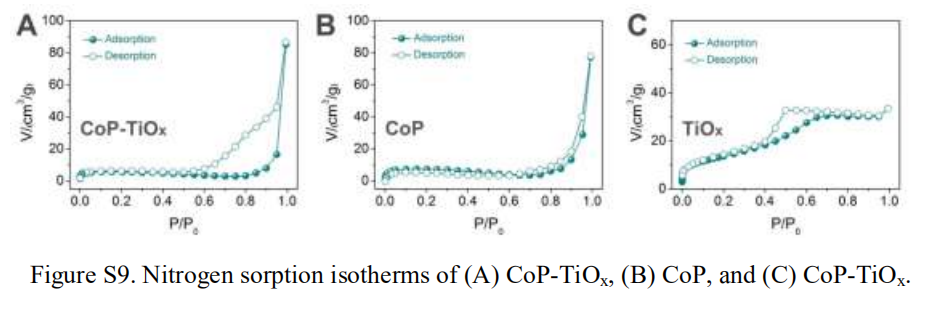 A
100
80
60
40
20
0
V/(cm³/g)
Adsorption
Desorption
CoP-TiOₓ
0.0 0.2 0.4 0.6 0.8 1.0
P/P₀
B
100
80
60
40
20
0
V/(cm³/g)
Adsorption
Desorption
CoP
0.0 0.2 0.4 0.6 0.8 1.0
P/P₀
C
60
40
20
0
V/(cm³/g)
Adsorption
Desorption
TiOₓ
0.0 0.2 0.4 0.6 0.8 1.0
P/P₀
Figure S9. Nitrogen sorption isotherms of (A) CoP-TiOₓ, (B) CoP, and (C) CoP-TiOₓ.